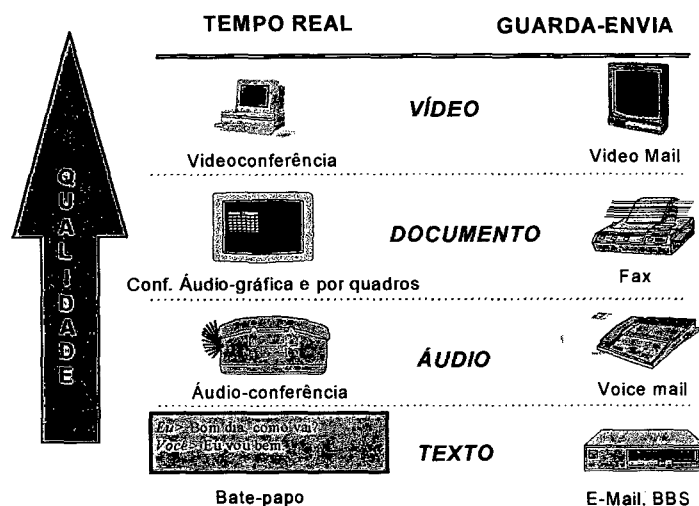 TEMPO REAL GUARDA-ENVIA
VÍDEO
Videoconferência Video Mail
QUALIDADE
DOCUMENTO
Conf. Áudio-gráfica e por quadros Fax
ÁUDIO
Áudio-conferência Voice mail
Eu> Bom dia, como vai?
Você> Eu vou bem.
TEXTO
Bate-papo E-Mail, BBS